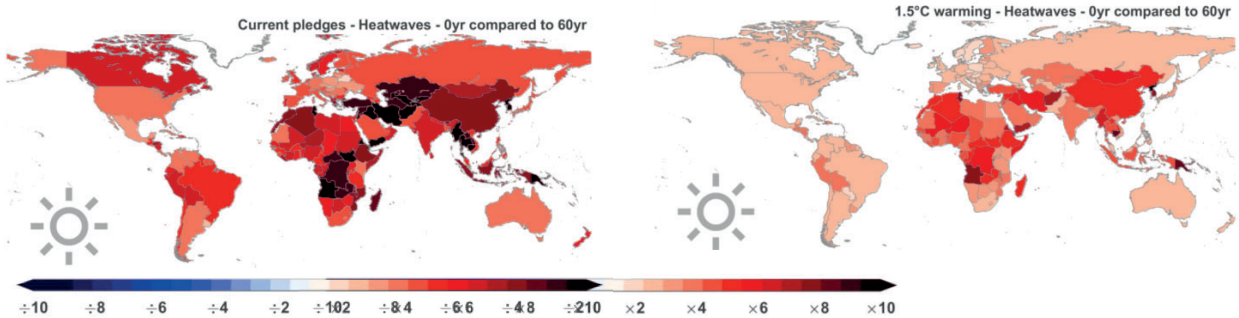 1.5°C warming - Heatwaves - 0yr compared to 60yr
Current pledges - Heatwaves - 0yr compared to 60yr
÷10 ÷8 ÷6 ÷4 ÷2 ×2 ×4 ×6 ×8 ×10